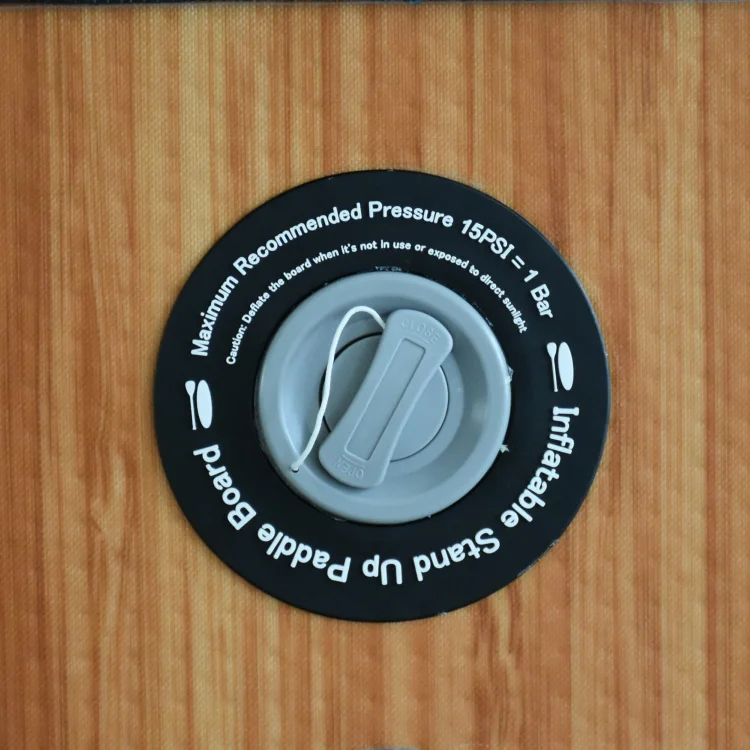 Maximum Recommended Pressure 15PSI = 1 Bar
Caution: Deflate the board when it's not in use or exposed to direct sunlight
CLOSE
OPEN
Inflatable Stand Up Paddle Board